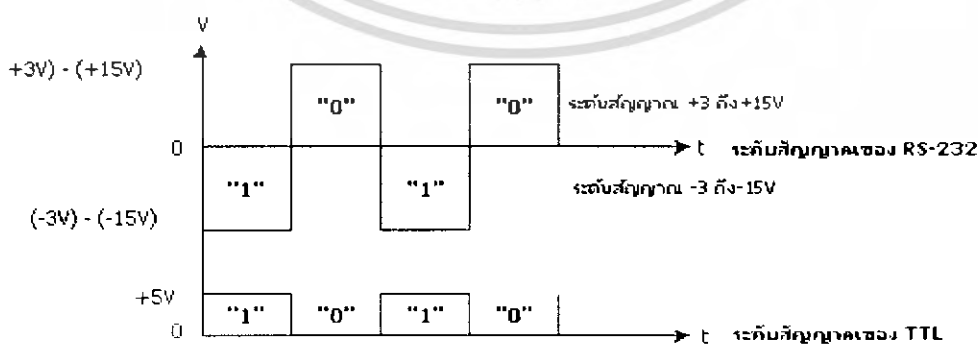 V
+3V) - (+15V)
"0" "0" ระดับสัญญาณ +3 ถึง +15V
0 t ระดับสัญญาณของ RS-232
"1" "1" ระดับสัญญาณ -3 ถึง -15V
(-3V) - (-15V)
+5V
"1" "0" "1" "0"
0 t ระดับสัญญาณของ TTL